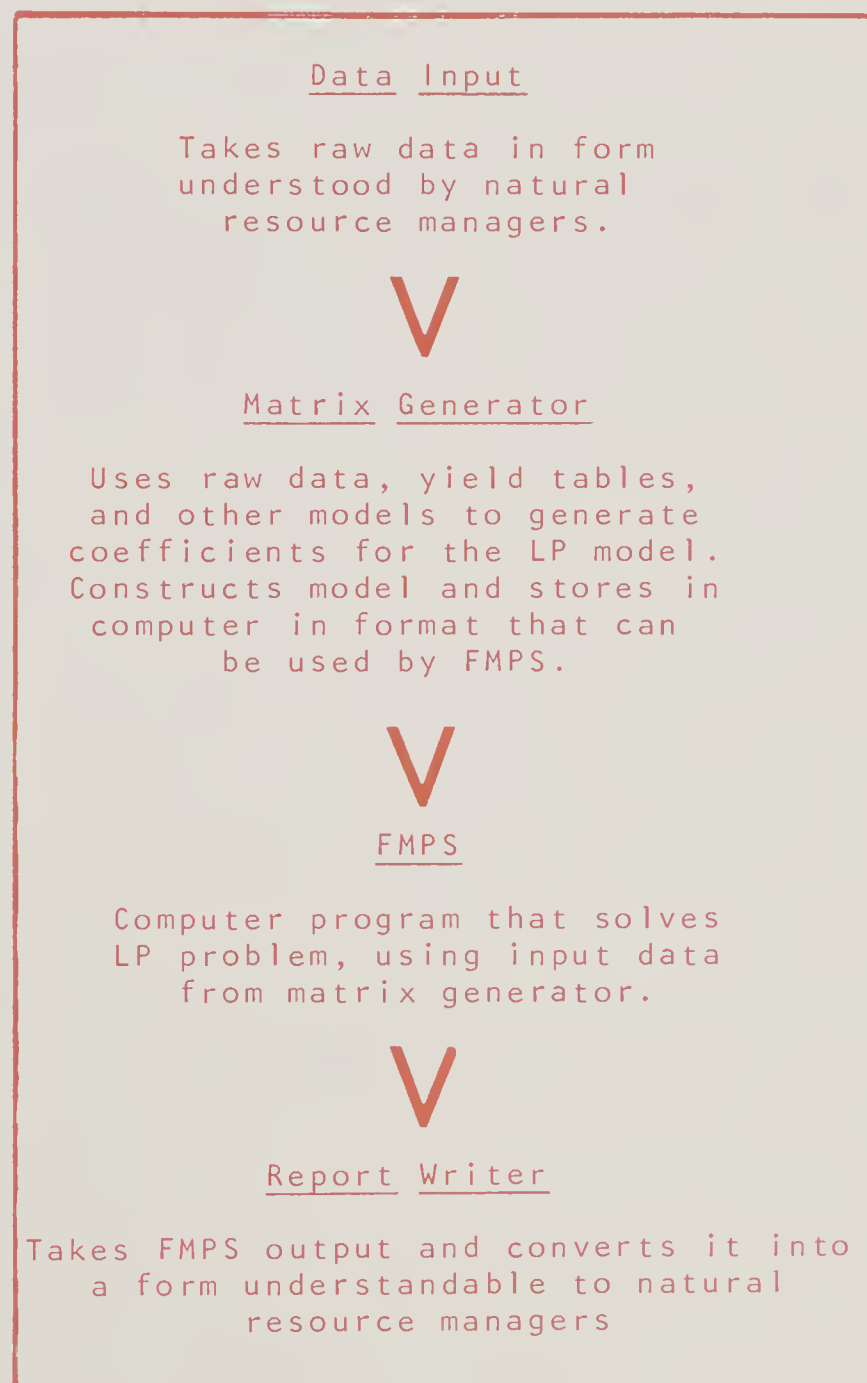 Data Input
Takes raw data in form
understood by natural
resource managers.
Matrix Generator
Uses raw data, yield tables,
and other models to generate
coefficients for the LP model.
Constructs model and stores in
computer in format that can
be used by FMPS.
FMPS
Computer program that solves
LP problem, using input data
from matrix generator.
Report Writer
Takes FMPS output and converts it into
a form understandable to natural
resource managers